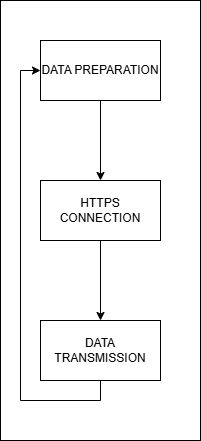 DATA PREPARATION
HTTPS
CONNECTION
DATA
TRANSMISSION